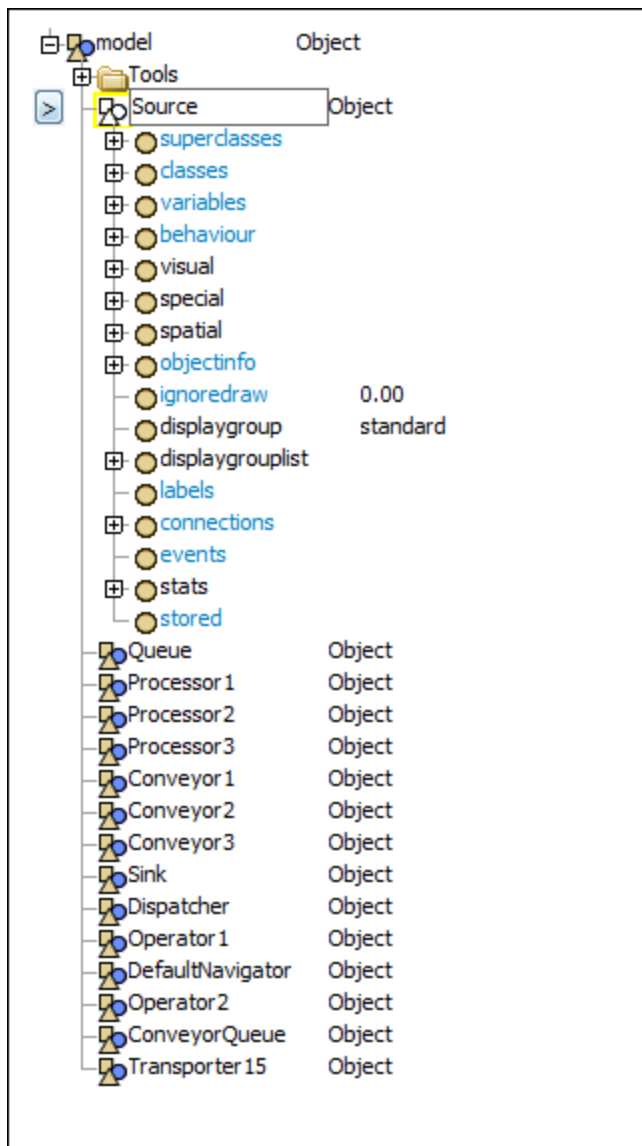 model Object
Tools
> Source Object
superclasses
classes
variables
behaviour
visual
special
spatial
objectinfo
ignoredraw 0.00
displaygroup standard
displaygrouplist
labels
connections
events
stats
stored
Queue Object
Processor1 Object
Processor2 Object
Processor3 Object
Conveyor1 Object
Conveyor2 Object
Conveyor3 Object
Sink Object
Dispatcher Object
Operator1 Object
DefaultNavigator Object
Operator2 Object
ConveyorQueue Object
Transporter15 Object